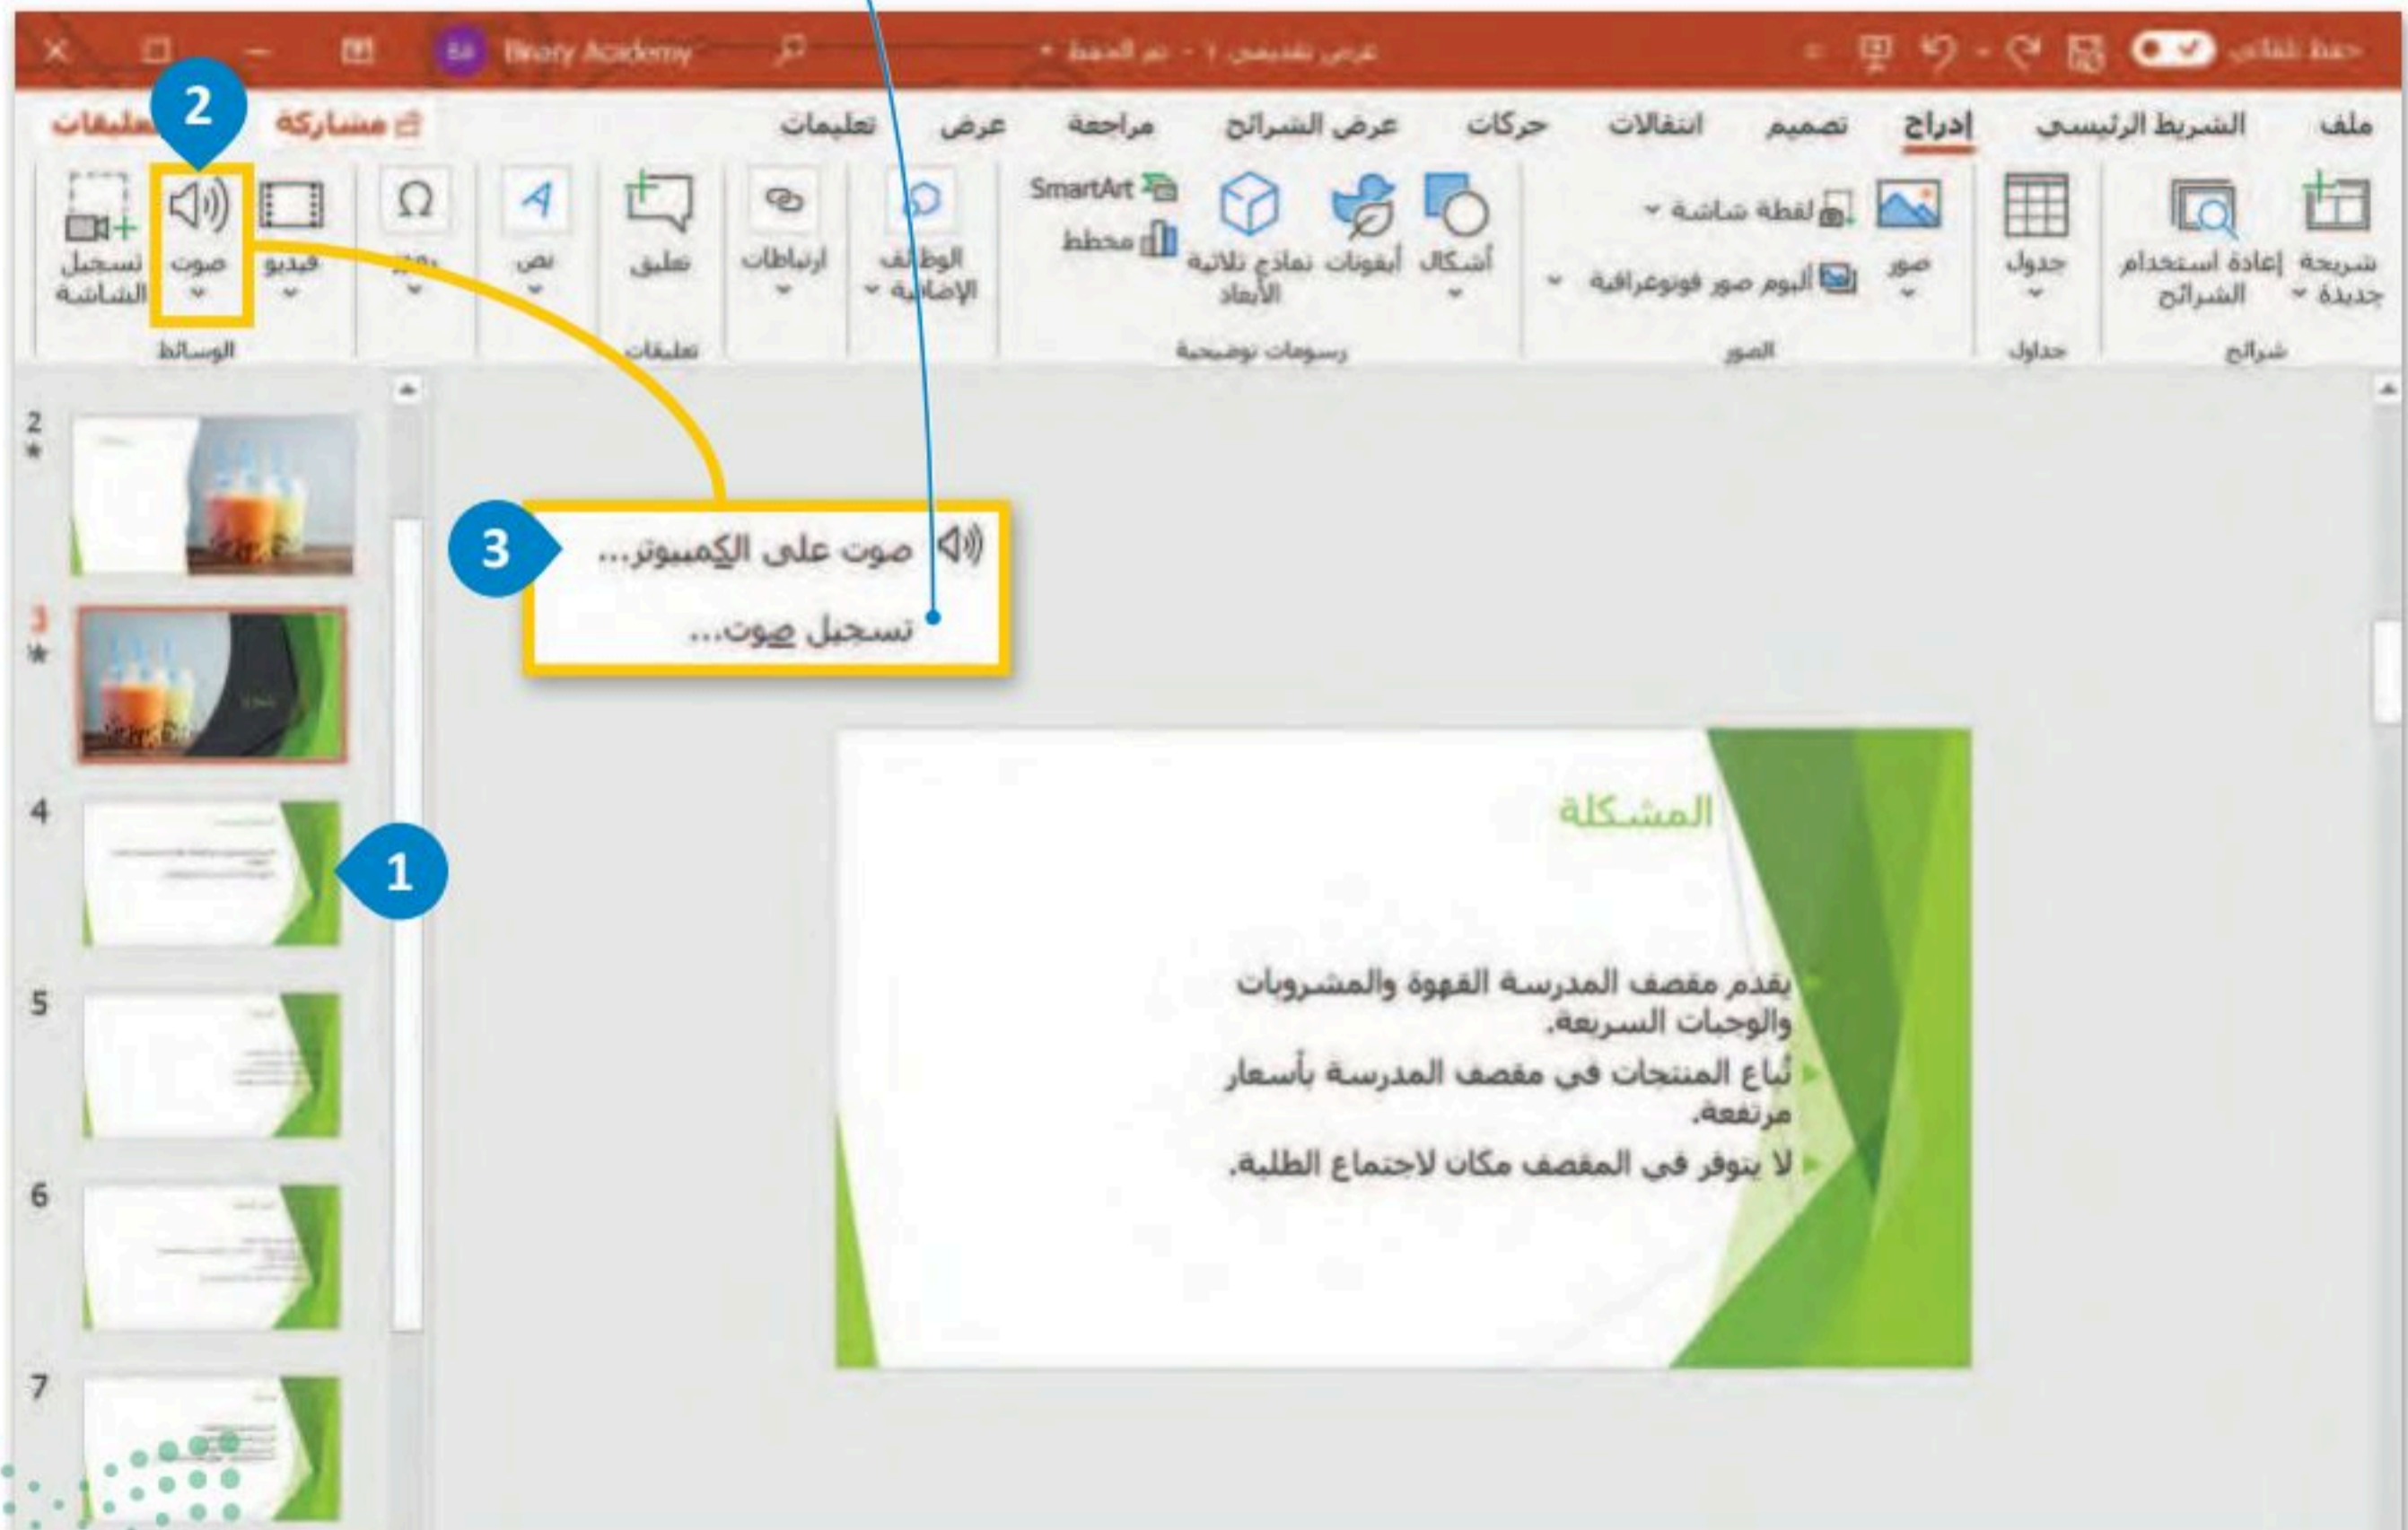 حفظ تلقائي
عرض تقديمي ١ - تم الحفظ
Binary Academy
BA
ملف
الشريط الرئيسي
إدراج
تصميم
انتقالات
حركات
عرض الشرائح
مراجعة
عرض
تعليمات
مشاركة
2
شريحة
جديدة
إعادة استخدام
الشرائح
جدول
صور
لقطة شاشة
ألبوم صور فوتوغرافية
أشكال
أيقونات
نماذج ثلاثية
الأبعاد
SmartArt
مخطط
الوظائف
الإضافية
ارتباطات
تعليق
نص
فيديو
صوت
تسجيل
الشاشة
شرائح
جداول
الصور
رسومات توضيحية
تعليقات
الوسائط
3
صوت على الكمبيوتر...
تسجيل صوت...
2
3
4
1
5
6
7
المشكلة
يقدم مقصف المدرسة القهوة والمشروبات
والوجبات السريعة.
تُباع المنتجات في مقصف المدرسة بأسعار
مرتفعة.
لا يتوفر في المقصف مكان لاجتماع الطلبة.